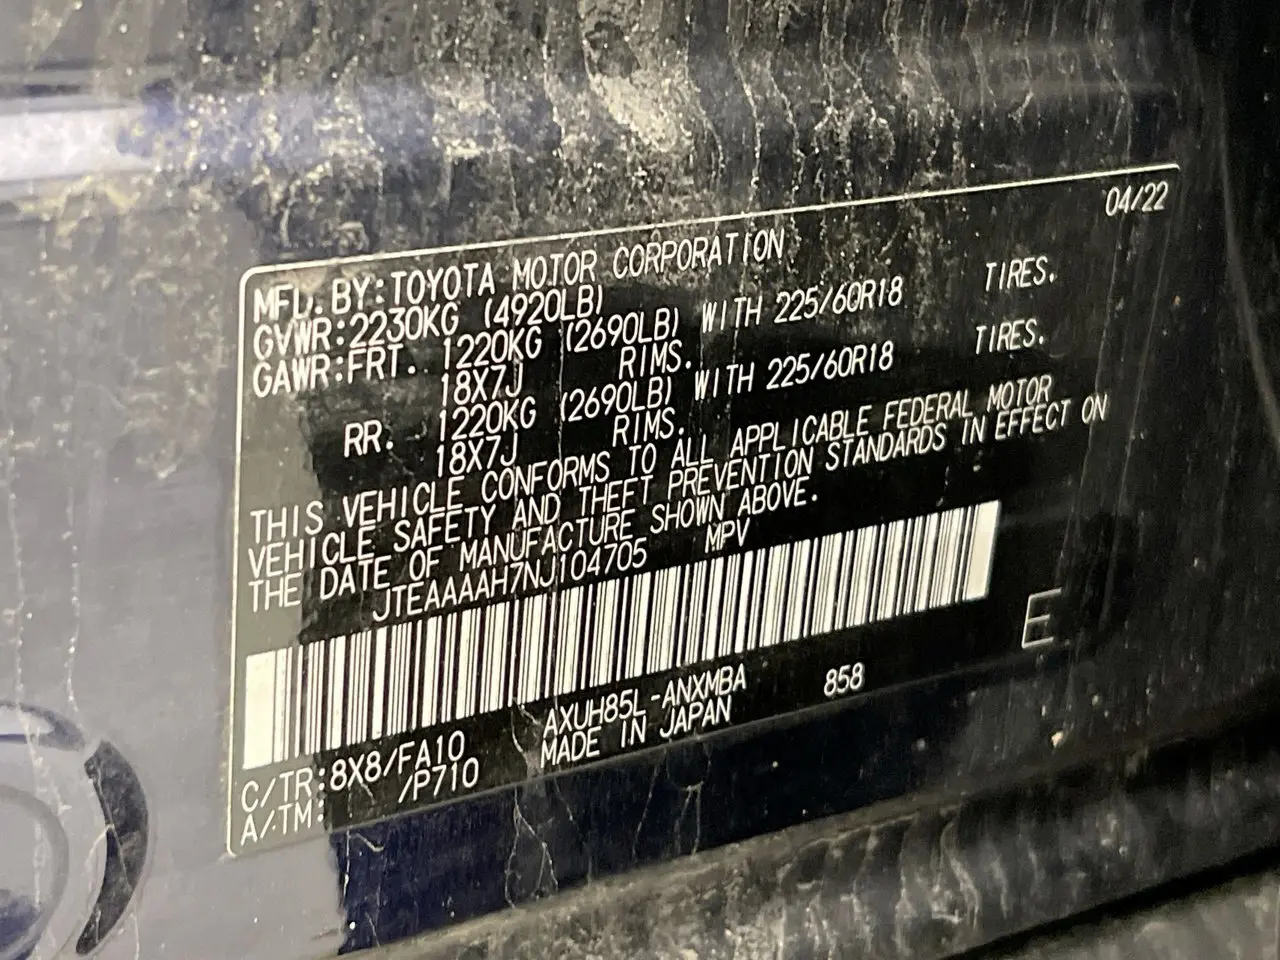 04/22
MFD. BY: TOYOTA MOTOR CORPORATION
GVWR: 2230KG (4920LB)
GAWR: FRT. 1220KG (2690LB) WITH 225/60R18 TIRES.
18X7J RIMS.
RR. 1220KG (2690LB) WITH 225/60R18 TIRES.
18X7J RIMS.
THIS VEHICLE CONFORMS TO ALL APPLICABLE FEDERAL MOTOR
VEHICLE SAFETY AND THEFT PREVENTION STANDARDS IN EFFECT ON
THE DATE OF MANUFACTURE SHOWN ABOVE.
JTEAAAAH7NJ104705 MPV
E
C/TR: 8X8/FA10 AXUH85L-ANXMBA 858
A/TM: /P710 MADE IN JAPAN